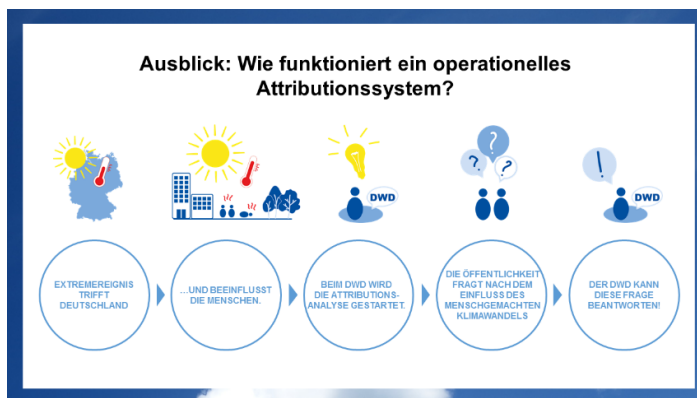 Ausblick: Wie funktioniert ein operationelles
Attributionssystem?
DWD
? ? ?
!
DWD
EXTREMEREIGNIS
TRIFFT
DEUTSCHLAND
...UND BEEINFLUSST
DIE MENSCHEN.
BEIM DWD WIRD
DIE ATTRIBUTIONS-
ANALYSE GESTARTET.
DIE ÖFFENTLICHKEIT
FRAGT NACH DEM
EINFLUSS DES
MENSCHGEMACHTEN
KLIMAWANDELS
DER DWD KANN
DIESE FRAGE
BEANTWORTEN!